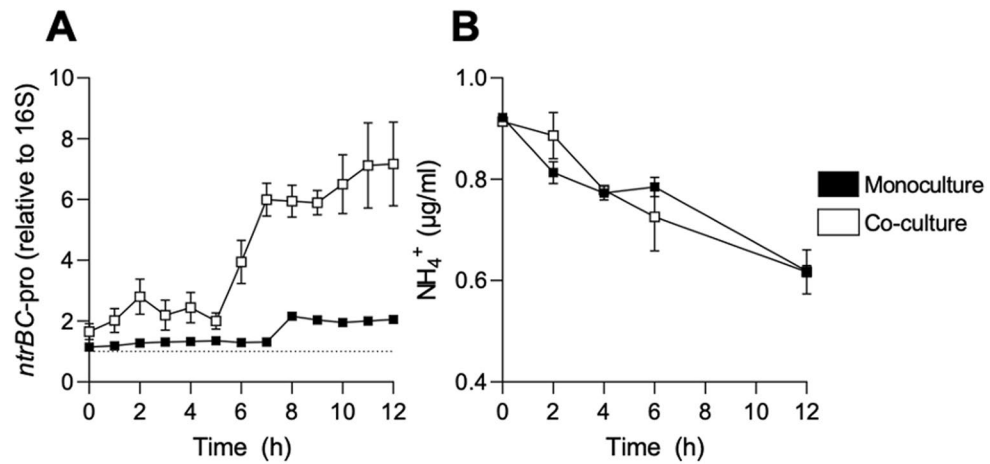 A
ntrBC-pro (relative to 16S)
10
8
6
4
2
0
0 2 4 6 8 10 12
Time (h)
B
NH₄⁺ (µg/ml)
1.0
0.8
0.6
0.4
0 2 4 6 8 10 12
Time (h)
Monoculture
Co-culture